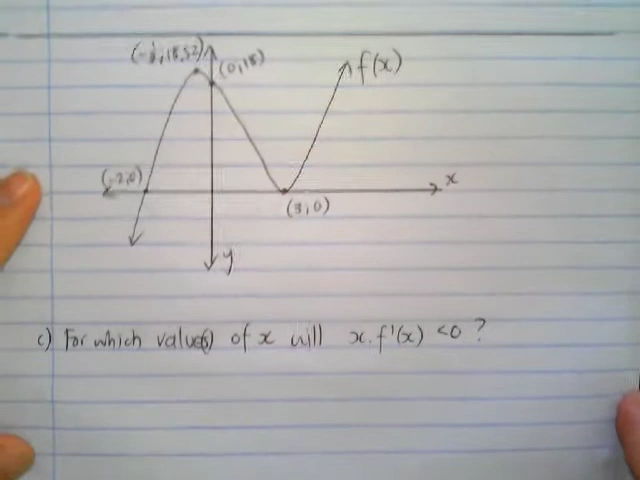 (0,18)
f(x)
(-2,0)
x
(3,0)
y
c) For which value(s) of x will x.f'(x) <0 ?